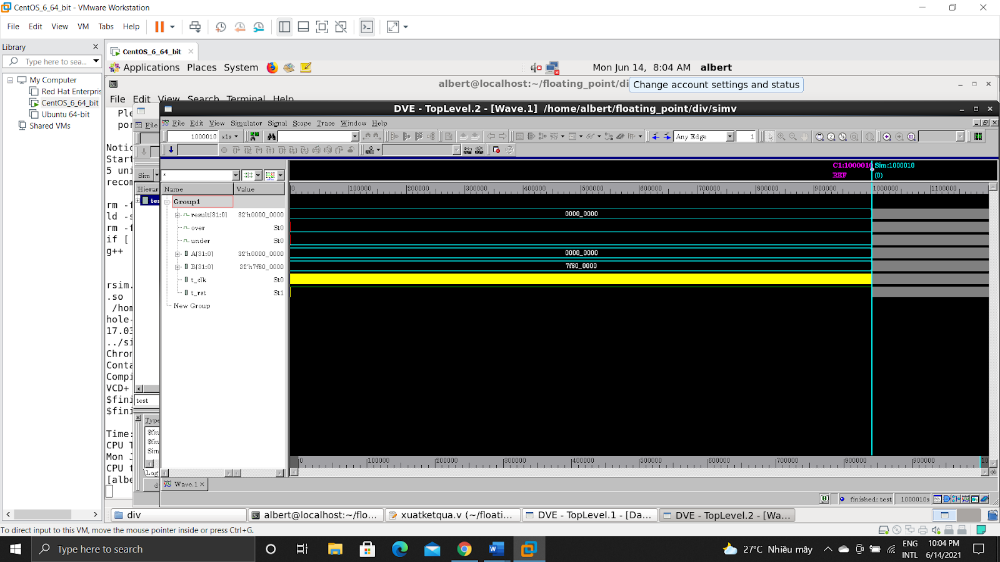 CentOS_6_64_bit - VMware Workstation
File Edit View VM Tabs Help
Library
Type here to sea...
My Computer
Red Hat Enterpris
CentOS_6_64_bit
Ubuntu 64-bit
Shared VMs
CentOS_6_64_bit
Applications Places System
Mon Jun 14, 8:04 AM albert
albert@localhost:~/floating_point/di
Change account settings and status
File Edit View Search Terminal Help
DVE - TopLevel.2 - [Wave.1] /home/albert/floating_point/div/simv
File Edit View Simulator Signal Scope Trace Window Help
1000010 x1s
Any Edge
1
Ple
por
Notic
Start
5 uni
recom
rm -f
ld -s
rm -f
if [
g++
rsim.
.so
/hom
hole-
17.03
../si
Chron
Conta
Compi
VCD+
$fini
$fini
Time:
CPU T
Mon J
CPU t
[albe
File
Sim
Hierar
tes
test
Type
$fin
$fin
Sim
Log
*
Name Value
Group1
result[31:0] 32'h0000_0000
over St0
under St0
A[31:0] 32'h0000_0000
B[31:0] 32'h7f80_0000
t_clk St0
t_rst St1
New Group
C1:1000010 Sim:1000010
REF (0)
0 100000 200000 300000 400000 500000 600000 700000 800000 900000 1000000 1100000
0000_0000
0000_0000
7f80_0000
0 100000 200000 300000 400000 500000 600000 700000 800000 900000 10
Wave.1
finished: test 1000010s
div
albert@localhost:~/flo...
xuatketqua.v (~/floati...
DVE - TopLevel.1 - [Da...
DVE - TopLevel.2 - [Wa...
To direct input to this VM, move the mouse pointer inside or press Ctrl+G.
Type here to search
27°C Nhiều mây
ENG
INTL
10:04 PM
6/14/2021